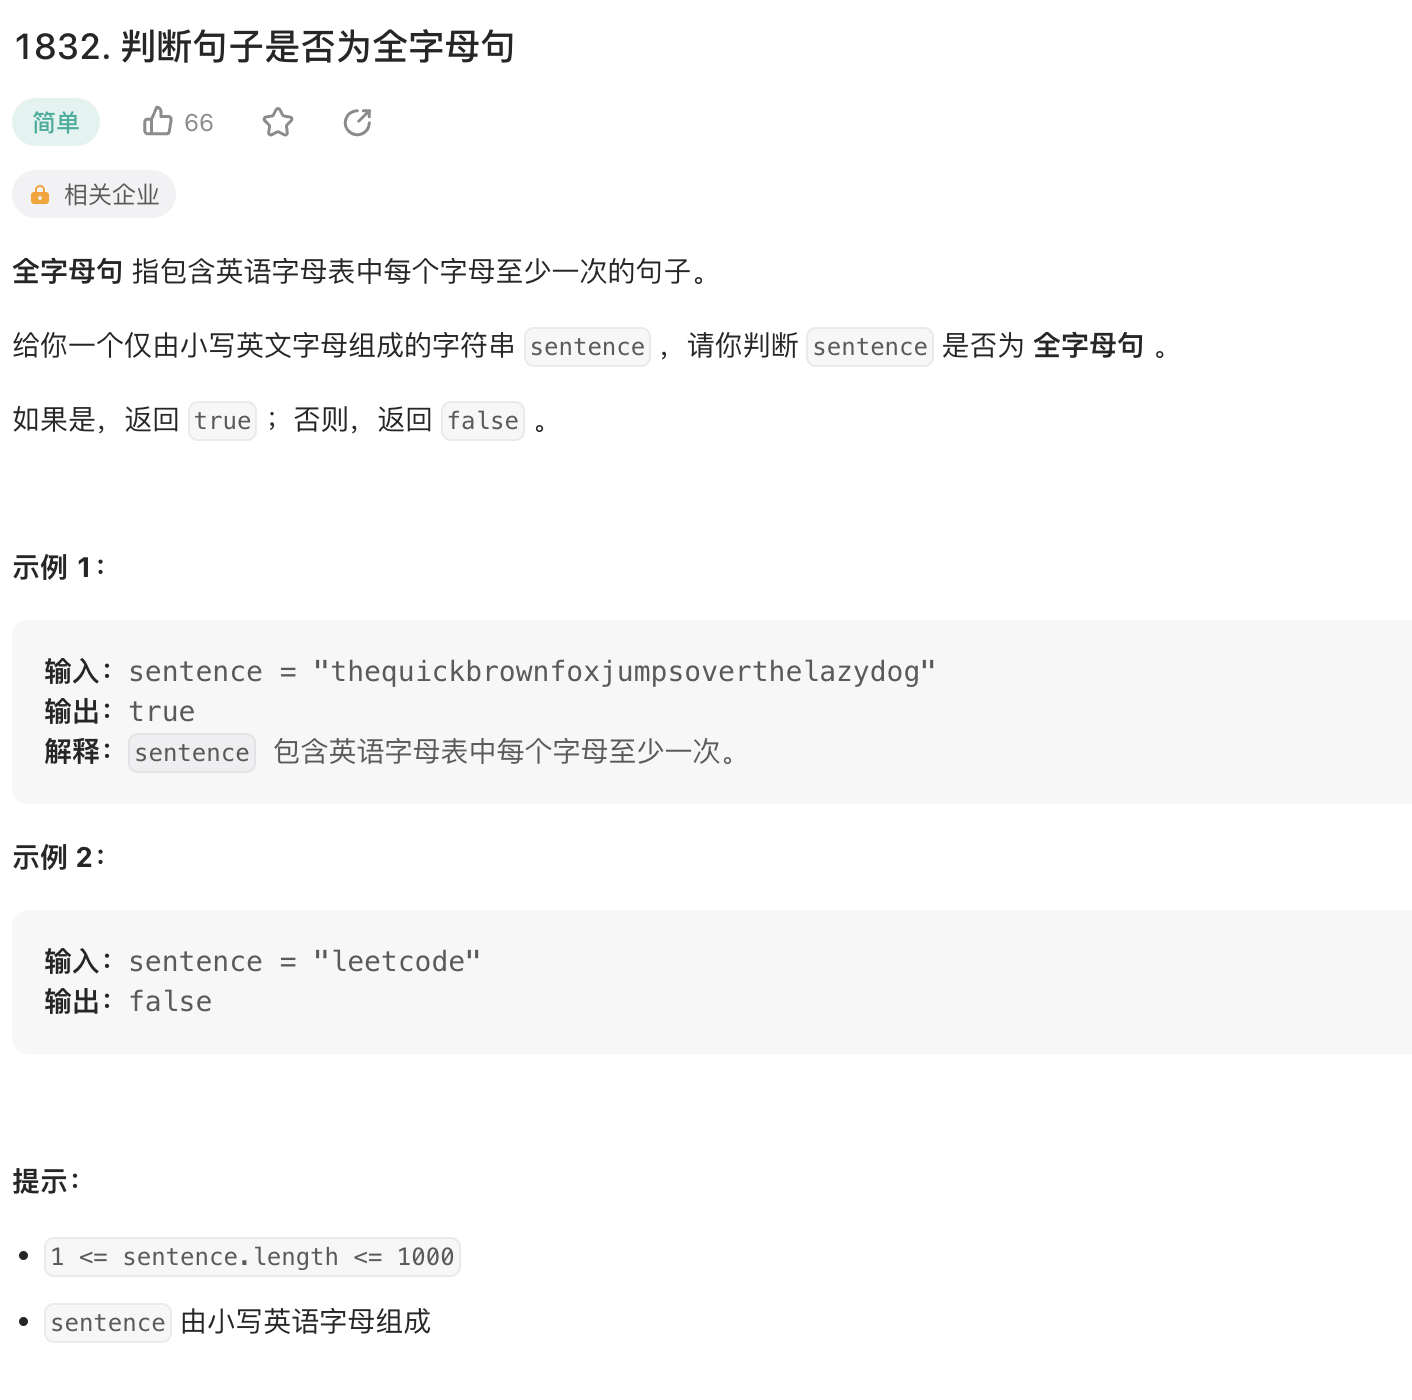 1832. 判断句子是否为全字母句
简单 66
相关企业
全字母句 指包含英语字母表中每个字母至少一次的句子。
给你一个仅由小写英文字母组成的字符串 sentence ，请你判断 sentence 是否为 全字母句 。
如果是，返回 true ；否则，返回 false 。
示例 1：
输入：sentence = "thequickbrownfoxjumpsoverthelazydog"
输出：true
解释：sentence 包含英语字母表中每个字母至少一次。
示例 2：
输入：sentence = "leetcode"
输出：false
提示：
1 <= sentence.length <= 1000
sentence 由小写英语字母组成